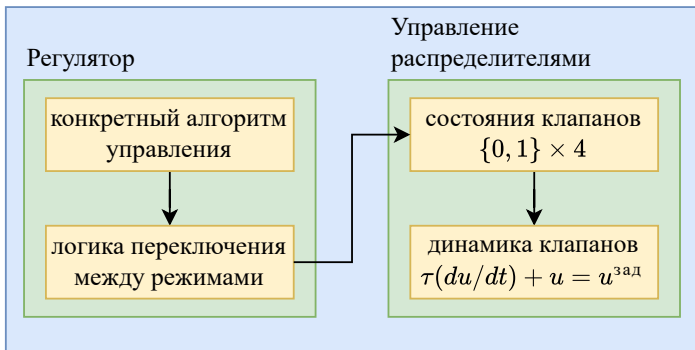 Регулятор
конкретный алгоритм
управления
логика переключения
между режимами
Управление
распределителями
состояния клапанов
{0, 1} × 4
динамика клапанов
τ(du/dt) + u = u^зад